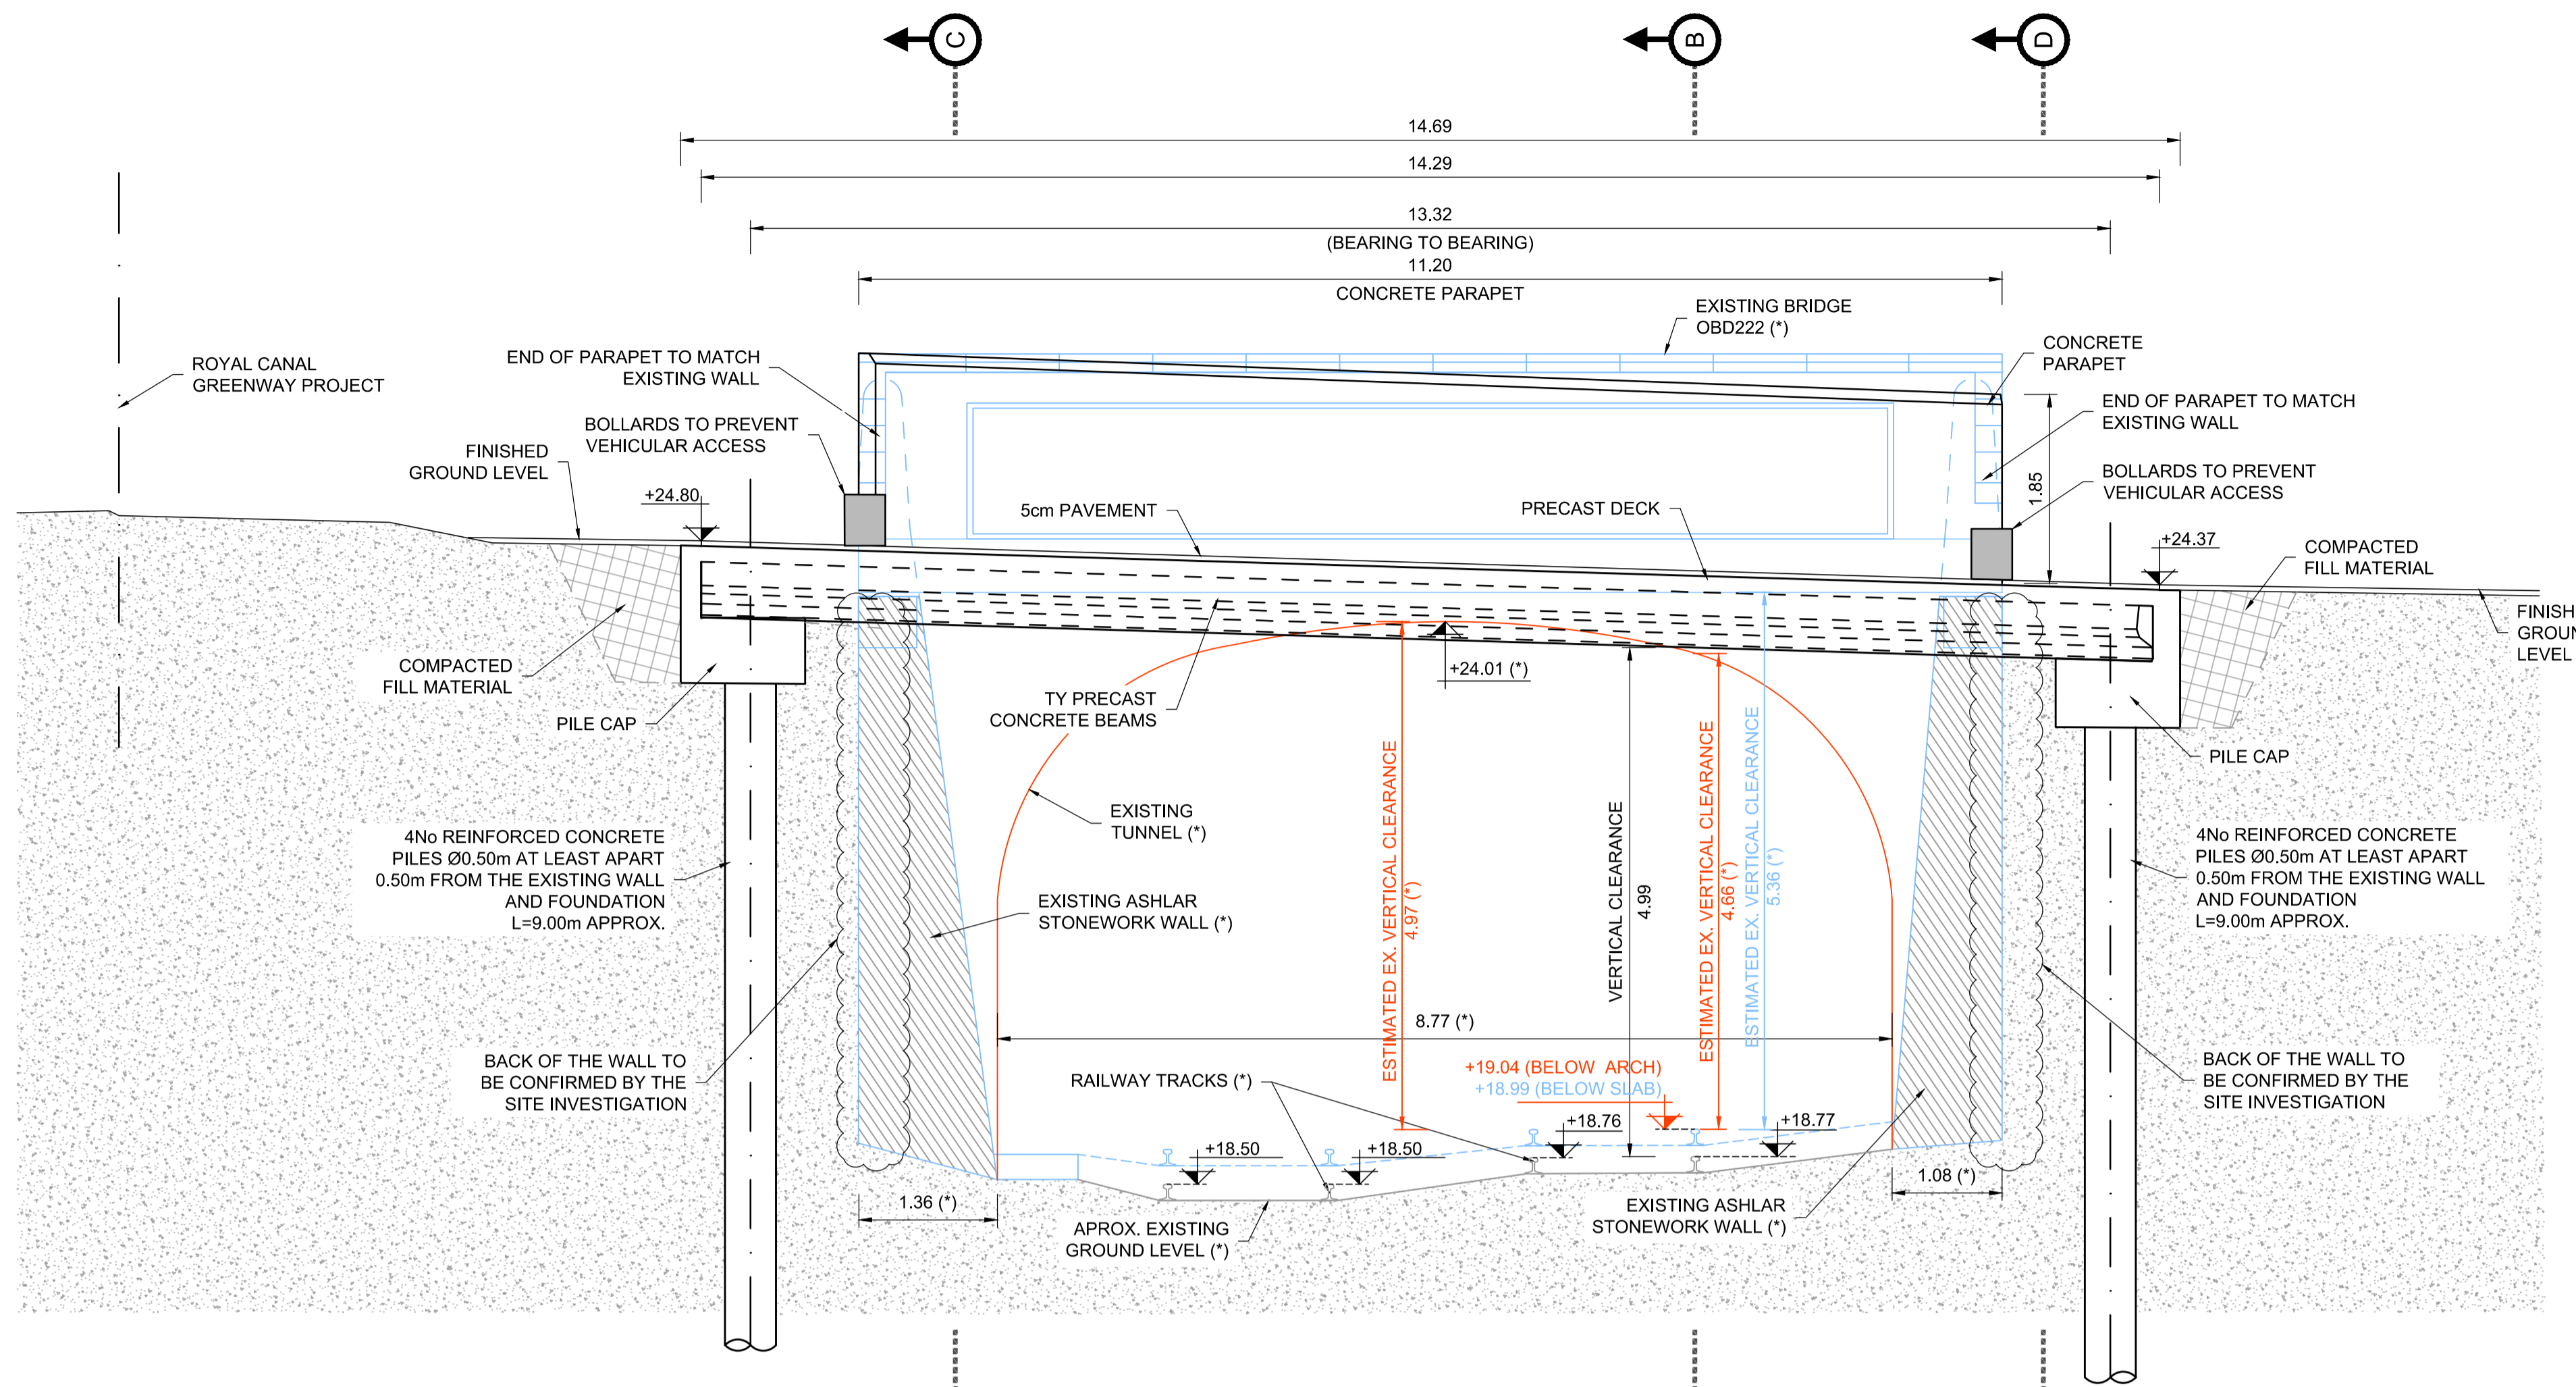 C
B
D
14.69
14.29
13.32
(BEARING TO BEARING)
11.20
CONCRETE PARAPET
EXISTING BRIDGE
OBD222 (*)
CONCRETE
PARAPET
ROYAL CANAL
GREENWAY PROJECT
END OF PARAPET TO MATCH
EXISTING WALL
END OF PARAPET TO MATCH
EXISTING WALL
BOLLARDS TO PREVENT
VEHICULAR ACCESS
FINISHED
GROUND LEVEL
BOLLARDS TO PREVENT
VEHICULAR ACCESS
1.85
+24.80
5cm PAVEMENT
PRECAST DECK
+24.37
COMPACTED
FILL MATERIAL
FINISH
GROUN
LEVEL
COMPACTED
FILL MATERIAL
+24.01 (*)
TY PRECAST
CONCRETE BEAMS
PILE CAP
PILE CAP
EXISTING
TUNNEL (*)
ESTIMATED EX. VERTICAL CLEARANCE
4.97 (*)
VERTICAL CLEARANCE
4.99
ESTIMATED EX. VERTICAL CLEARANCE
4.66 (*)
ESTIMATED EX. VERTICAL CLEARANCE
5.36 (*)
4No REINFORCED CONCRETE
PILES Ø0.50m AT LEAST APART
0.50m FROM THE EXISTING WALL
AND FOUNDATION
L=9.00m APPROX.
4No REINFORCED CONCRETE
PILES Ø0.50m AT LEAST APART
0.50m FROM THE EXISTING WALL
AND FOUNDATION
L=9.00m APPROX.
EXISTING ASHLAR
STONEWORK WALL (*)
8.77 (*)
BACK OF THE WALL TO
BE CONFIRMED BY THE
SITE INVESTIGATION
RAILWAY TRACKS (*)
+19.04 (BELOW ARCH)
+18.99 (BELOW SLAB)
BACK OF THE WALL TO
BE CONFIRMED BY THE
SITE INVESTIGATION
+18.50
+18.50
+18.76
+18.77
1.36 (*)
1.08 (*)
APROX. EXISTING
GROUND LEVEL (*)
EXISTING ASHLAR
STONEWORK WALL (*)